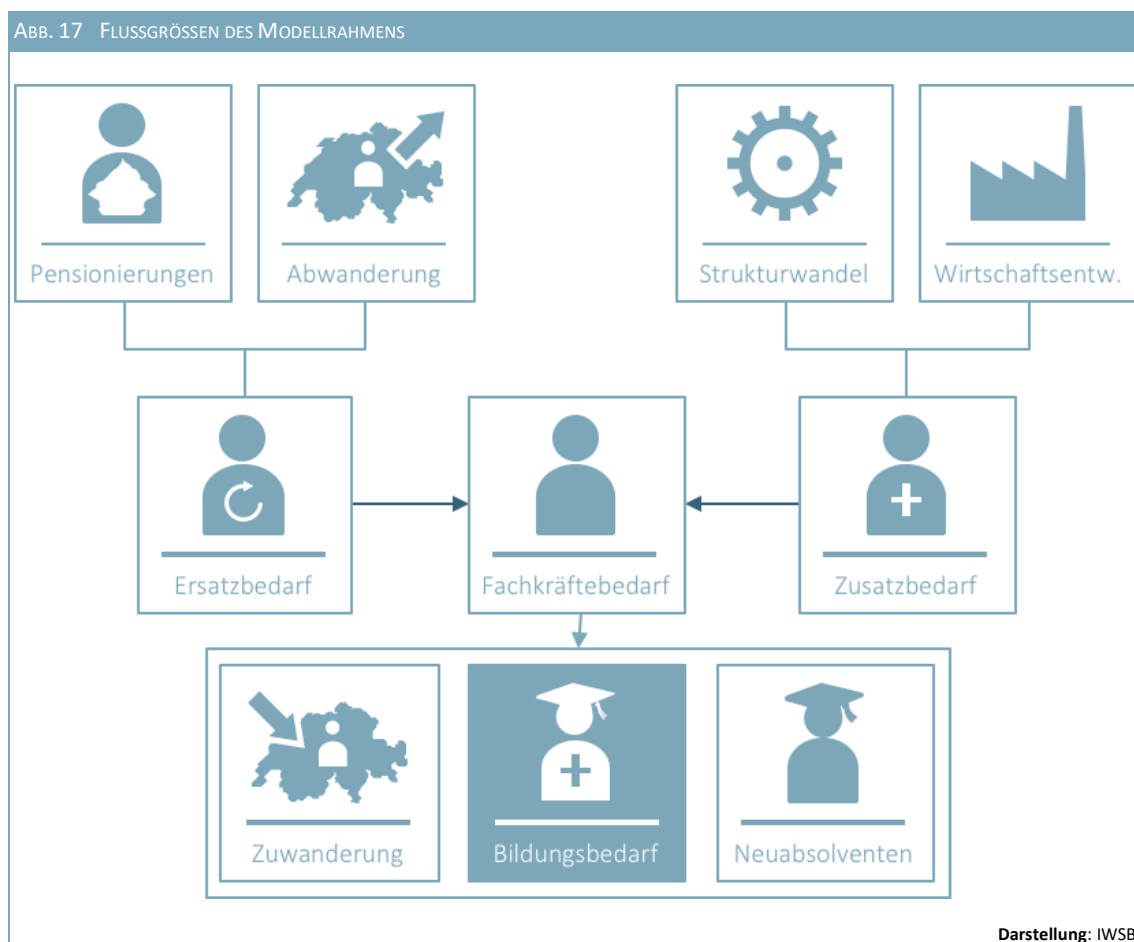 ABB. 17 FLUSSGRÖSSEN DES MODELLRAHMENS
Pensionierungen
Abwanderung
Strukturwandel
Wirtschaftsentw.
Ersatzbedarf
Fachkräftebedarf
Zusatzbedarf
Zuwanderung
Bildungsbedarf
Neuabsolventen
Darstellung: IWSB